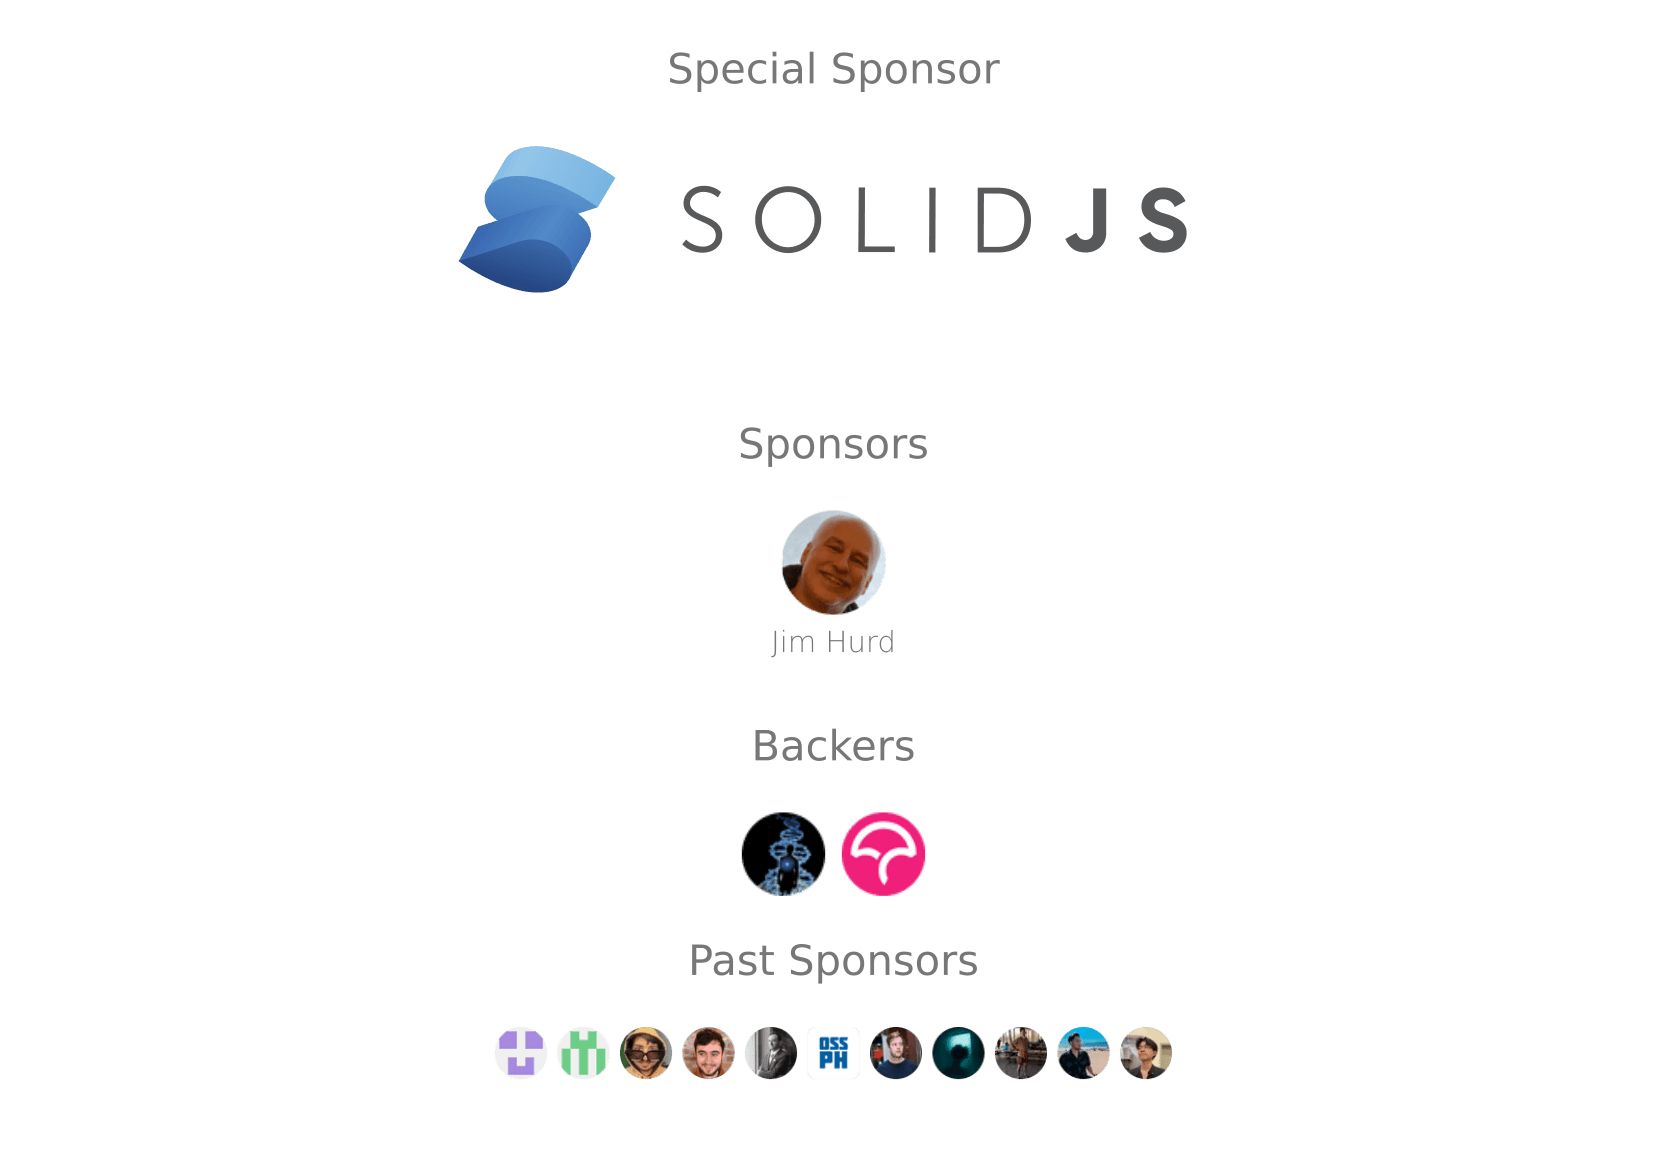 Special Sponsor
SOLIDJS
Sponsors
Jim Hurd
Backers
Past Sponsors
OSS
PH